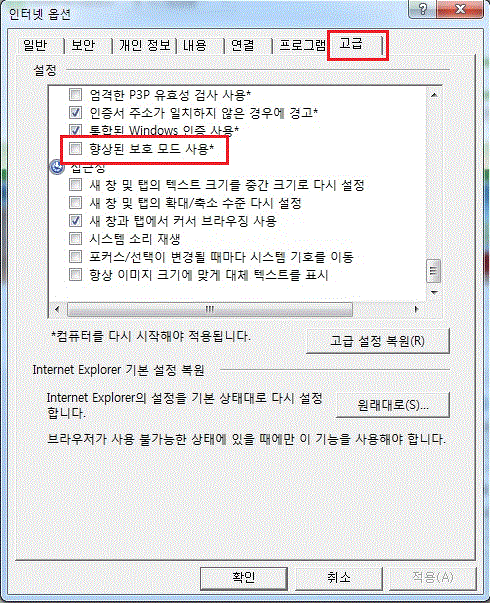 인터넷 옵션
일반 보안 개인 정보 내용 연결 프로그램 고급
설정
엄격한 P3P 유효성 검사 사용*
인증서 주소가 일치하지 않은 경우에 경고*
통합된 Windows 인증 사용*
향상된 보호 모드 사용*
접근성
새 창 및 탭의 텍스트 크기를 중간 크기로 다시 설정
새 창 및 탭의 확대/축소 수준 다시 설정
새 창과 탭에서 커서 브라우징 사용
시스템 소리 재생
포커스/선택이 변경될 때마다 시스템 기호를 이동
항상 이미지 크기에 맞게 대체 텍스트를 표시
*컴퓨터를 다시 시작해야 적용됩니다.
고급 설정 복원(R)
Internet Explorer 기본 설정 복원
Internet Explorer의 설정을 기본 상태대로 다시 설정
합니다.
원래대로(S)...
브라우저가 사용 불가능한 상태에 있을 때에만 이 기능을 사용해야 합니다.
확인 취소 적용(A)